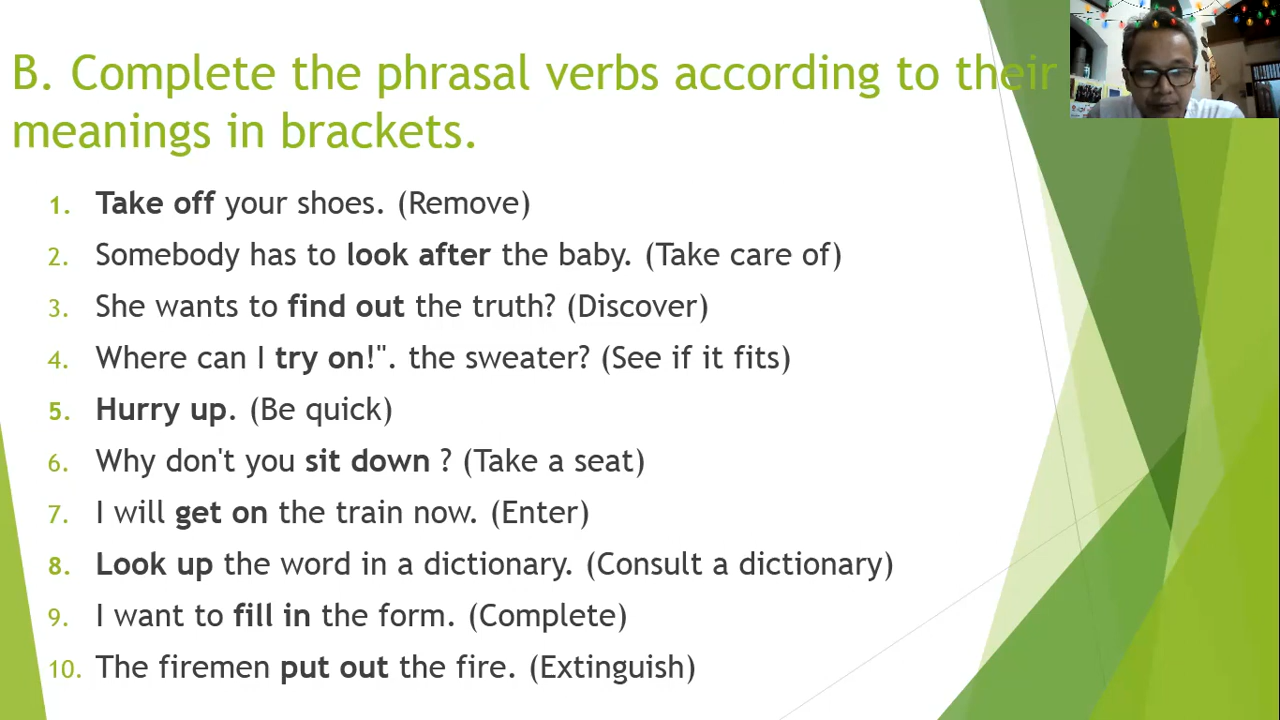 B. Complete the phrasal verbs according to their
meanings in brackets.
1. Take off your shoes. (Remove)
2. Somebody has to look after the baby. (Take care of)
3. She wants to find out the truth? (Discover)
4. Where can I try on!". the sweater? (See if it fits)
5. Hurry up. (Be quick)
6. Why don't you sit down ? (Take a seat)
7. I will get on the train now. (Enter)
8. Look up the word in a dictionary. (Consult a dictionary)
9. I want to fill in the form. (Complete)
10. The firemen put out the fire. (Extinguish)